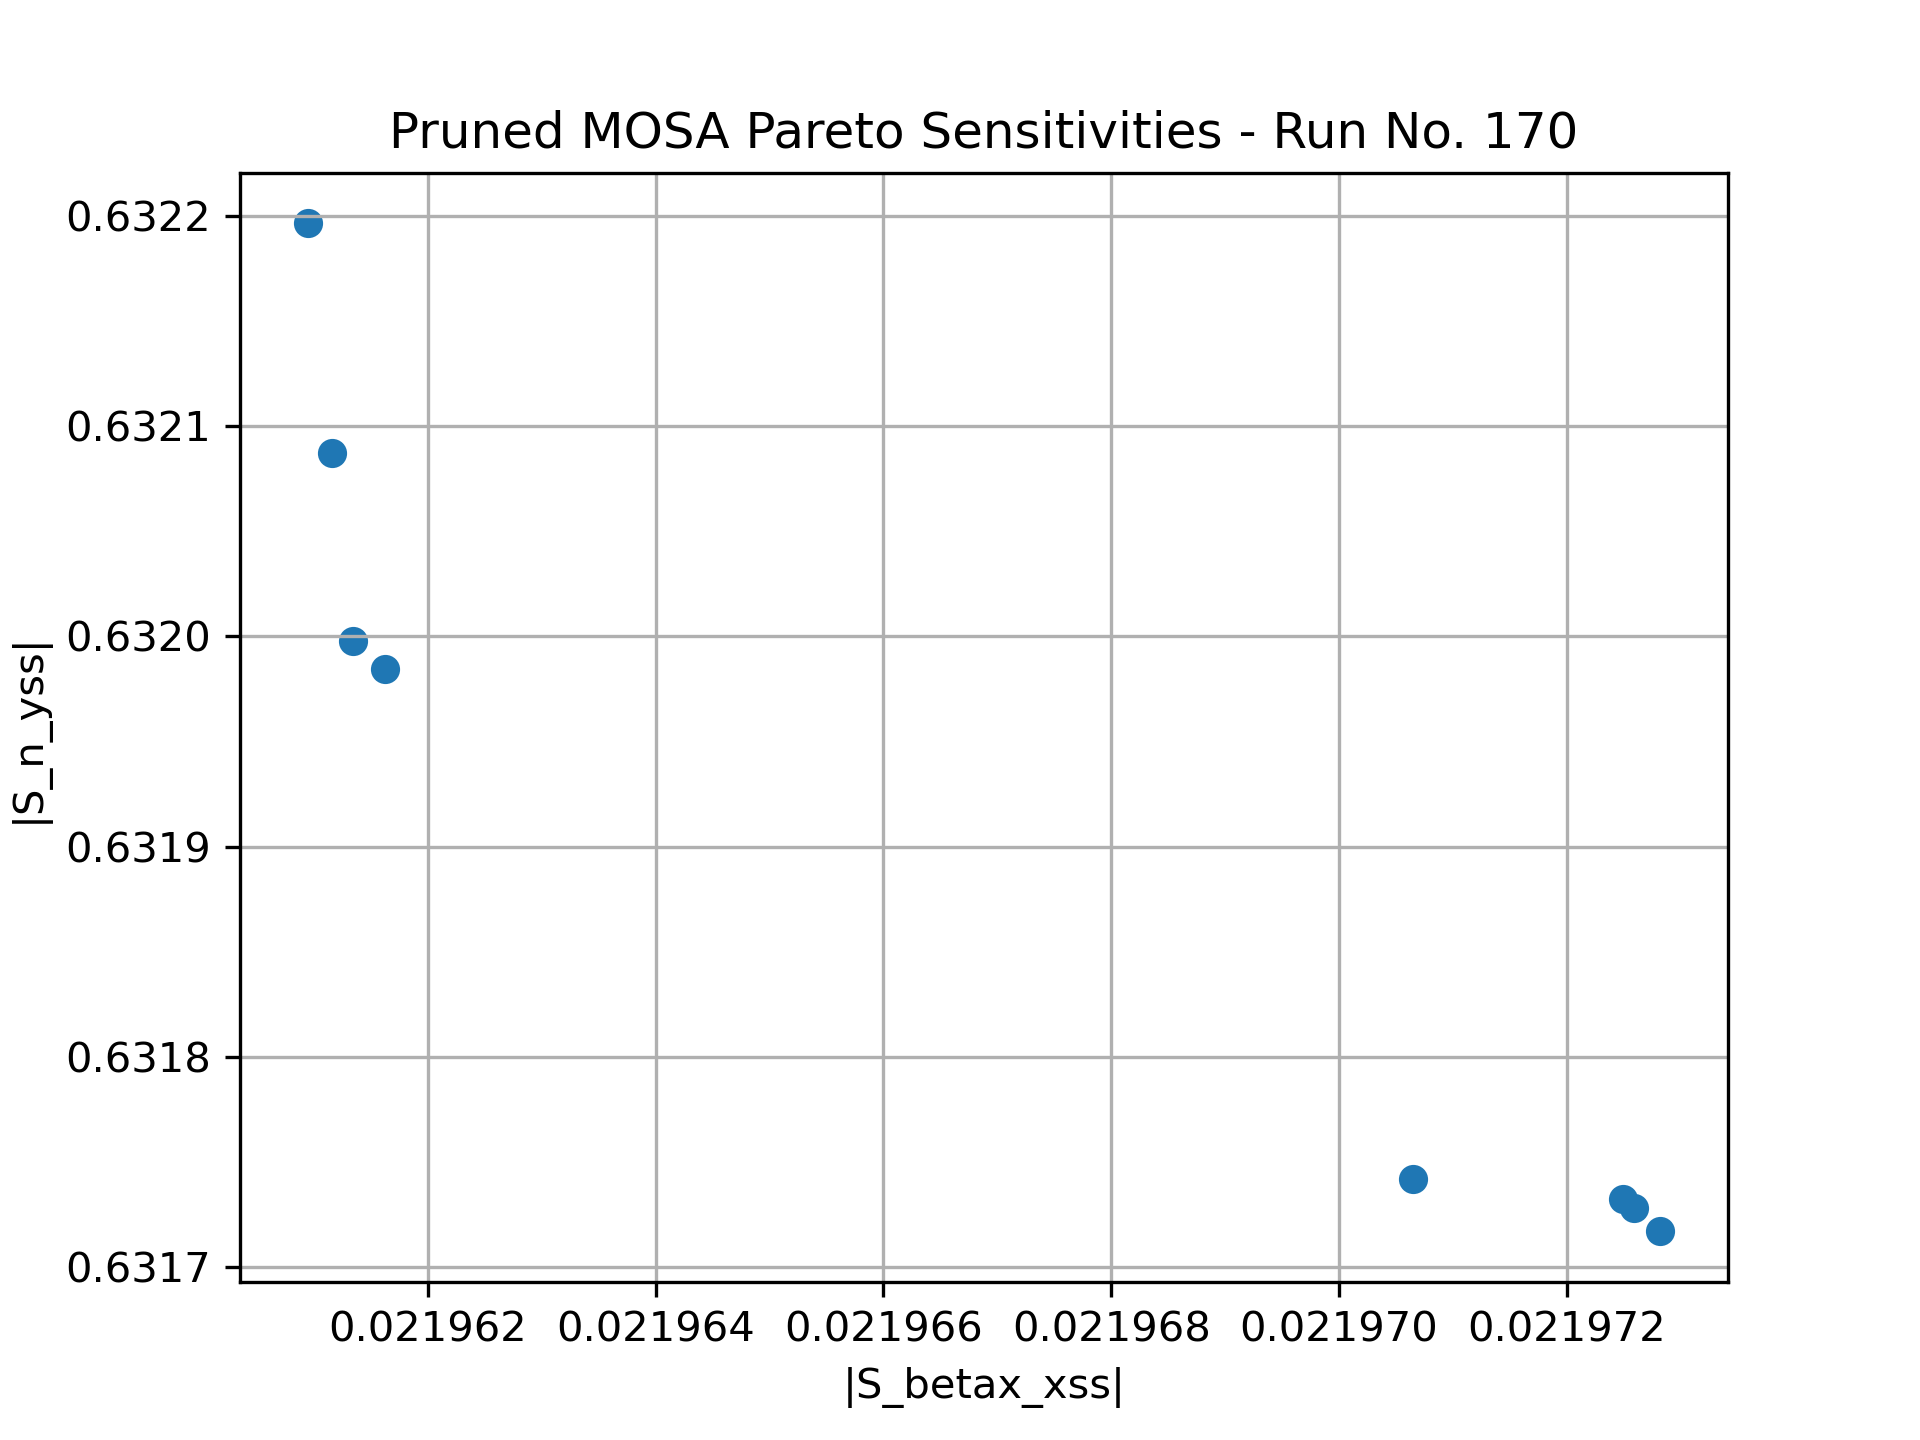 Pruned MOSA Pareto Sensitivities - Run No. 170
0.6322
0.6321
0.6320
0.6319
0.6318
0.6317
|S_n_yss|
0.021962 0.021964 0.021966 0.021968 0.021970 0.021972
|S_betax_xss|